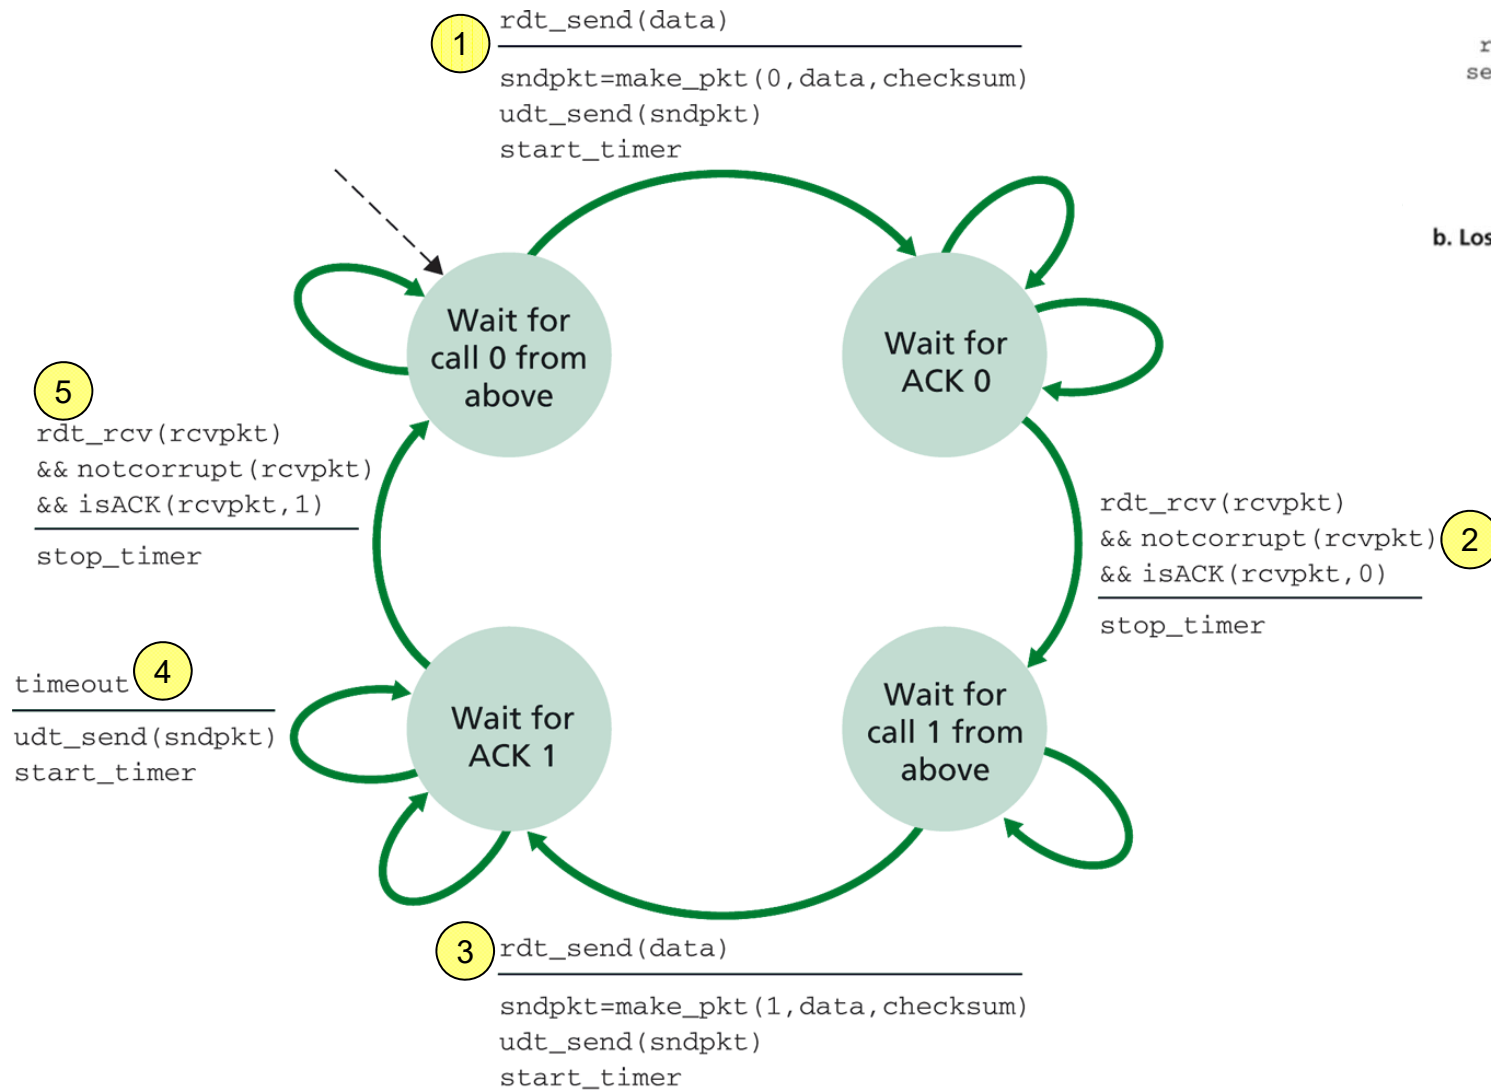 1
rdt_send(data)
sndpkt=make_pkt(0,data,checksum)
udt_send(sndpkt)
start_timer
Wait for
call 0 from
above
Wait for
ACK 0
5
rdt_rcv(rcvpkt)
&& notcorrupt(rcvpkt)
&& isACK(rcvpkt,1)
stop_timer
rdt_rcv(rcvpkt)
&& notcorrupt(rcvpkt)
&& isACK(rcvpkt,0)
stop_timer
2
timeout
4
udt_send(sndpkt)
start_timer
Wait for
ACK 1
Wait for
call 1 from
above
3
rdt_send(data)
sndpkt=make_pkt(1,data,checksum)
udt_send(sndpkt)
start_timer
r
se
b. Los